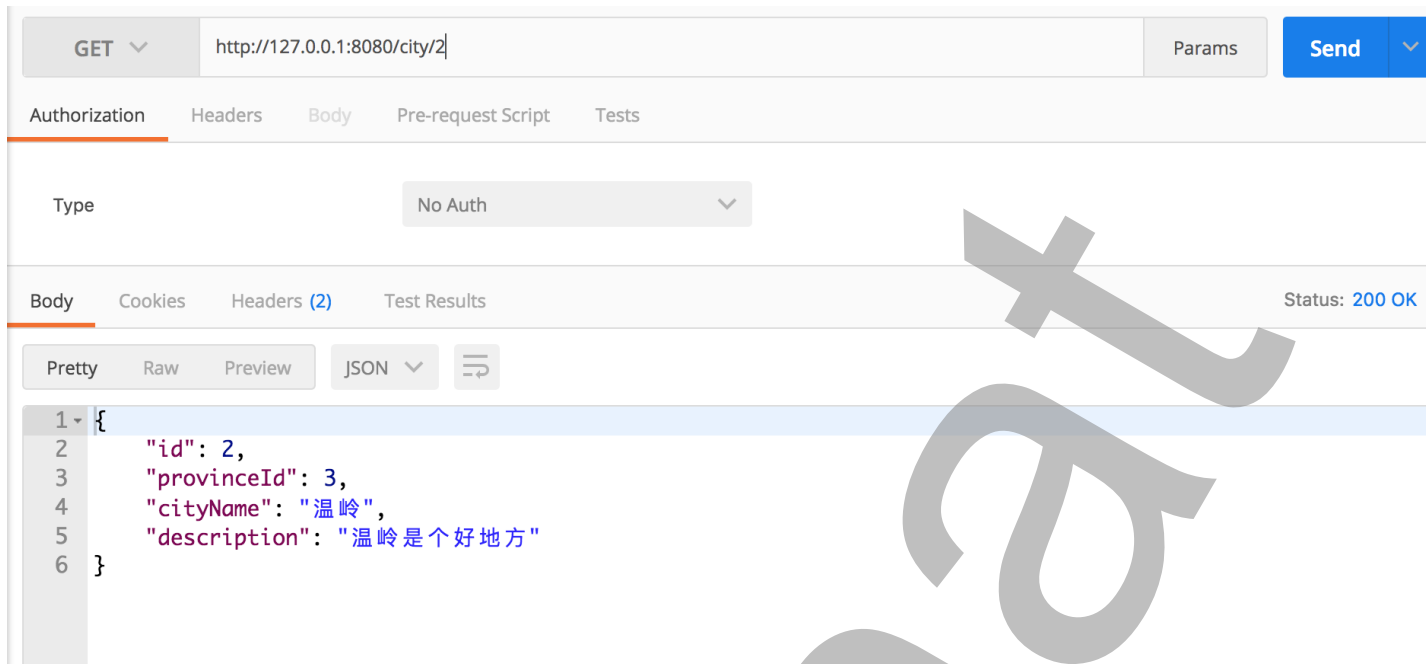 GET http://127.0.0.1:8080/city/2 Params Send
Authorization Headers Body Pre-request Script Tests
Type No Auth
Body Cookies Headers (2) Test Results Status: 200 OK
Pretty Raw Preview JSON
1 {
2 "id": 2,
3 "provinceId": 3,
4 "cityName": "温岭",
5 "description": "温岭是个好地方"
6 }